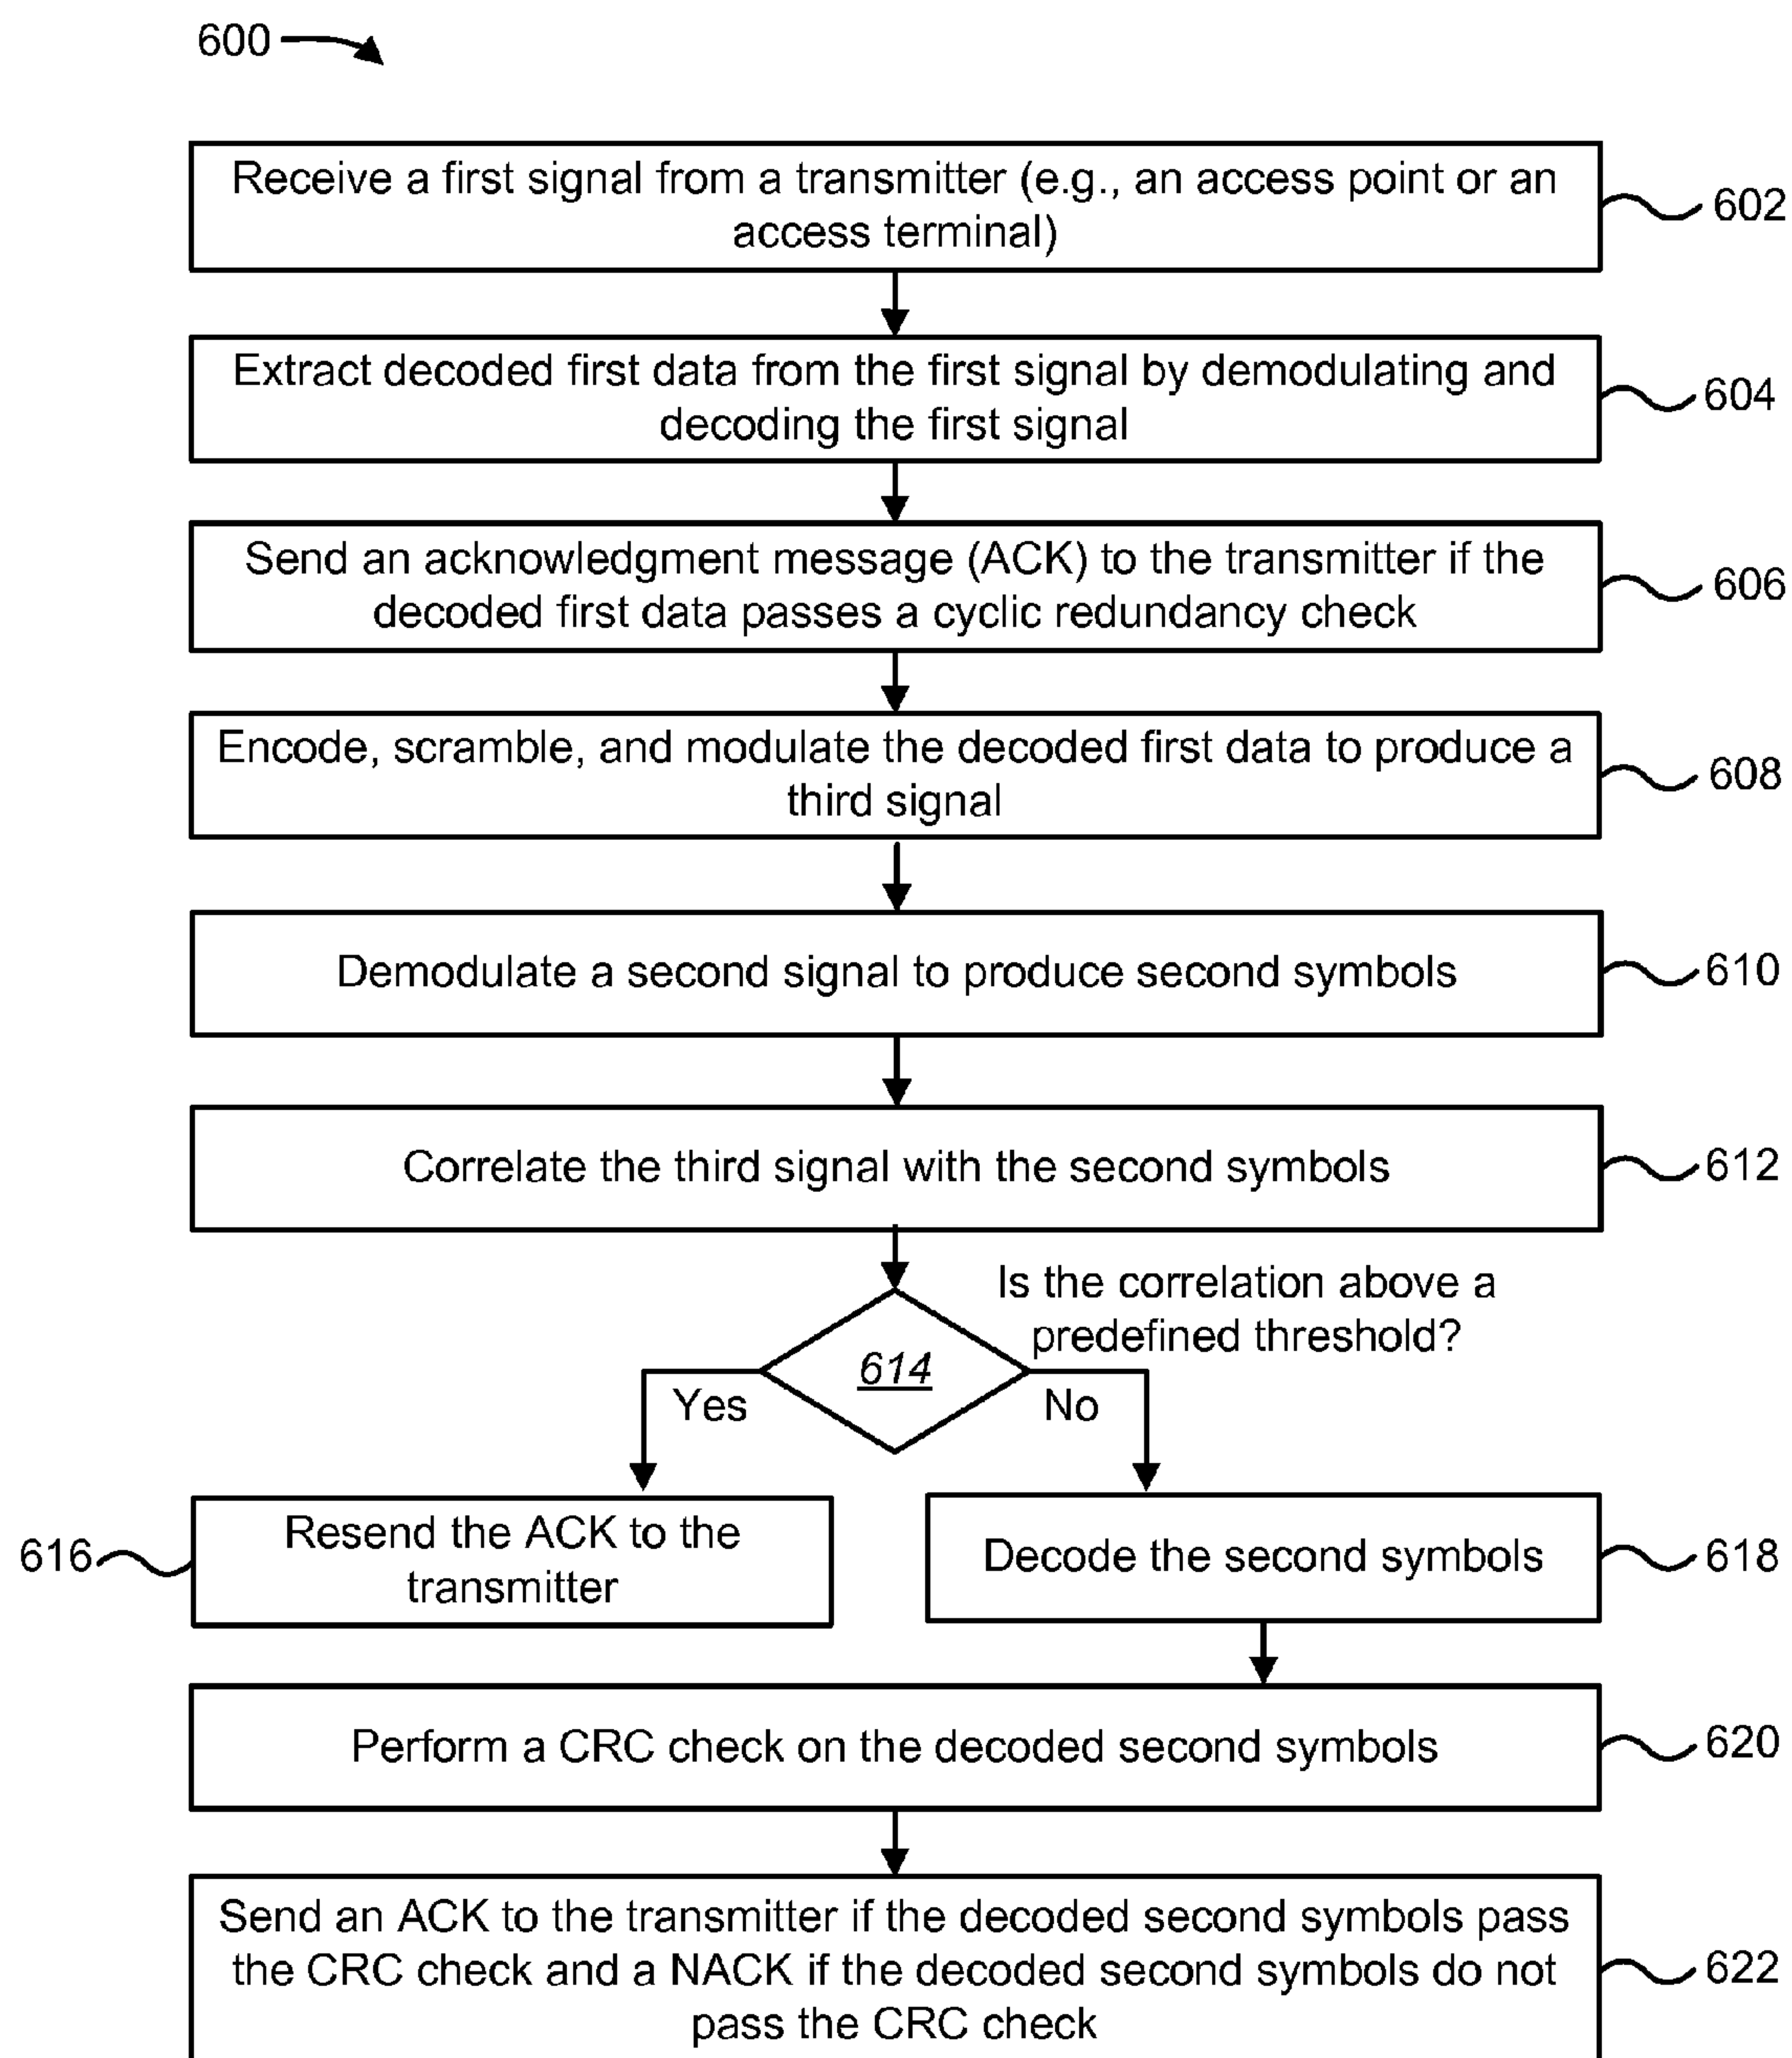 600
Receive a first signal from a transmitter (e.g., an access point or an
access terminal)
602
Extract decoded first data from the first signal by demodulating and
decoding the first signal
604
Send an acknowledgment message (ACK) to the transmitter if the
decoded first data passes a cyclic redundancy check
606
Encode, scramble, and modulate the decoded first data to produce a
third signal
608
Demodulate a second signal to produce second symbols
610
Correlate the third signal with the second symbols
612
Is the correlation above a
predefined threshold?
614
Yes
No
Resend the ACK to the
transmitter
616
Decode the second symbols
618
Perform a CRC check on the decoded second symbols
620
Send an ACK to the transmitter if the decoded second symbols pass
the CRC check and a NACK if the decoded second symbols do not
pass the CRC check
622